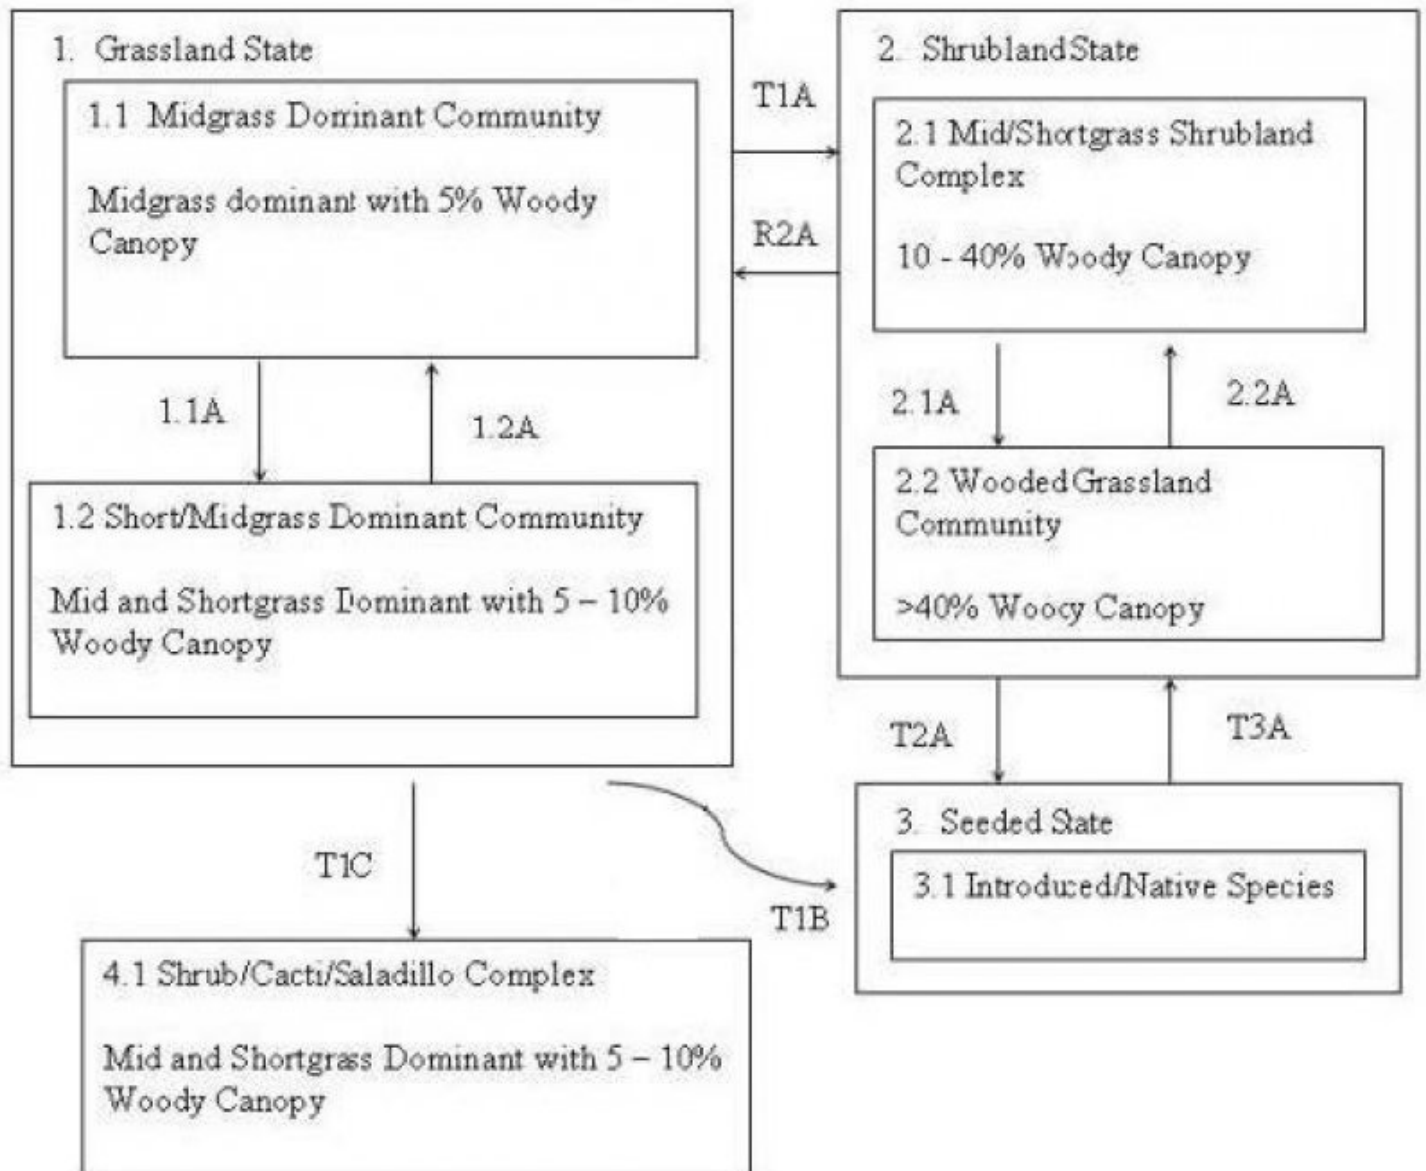 1. Grassland State
1.1 Midgrass Dominant Community
Midgrass dominant with 5% Woody
Canopy
1.1A
1.2A
1.2 Short/Midgrass Dominant Community
Mid and Shortgrass Dominant with 5 – 10%
Woody Canopy
T1A
R2A
2. Shrubland State
2.1 Mid/Shortgrass Shrubland
Complex
10 - 40% Woody Canopy
2.1A
2.2A
2.2 Wooded Grassland
Community
>40% Woody Canopy
T2A
T3A
3. Seeded State
3.1 Introduced/Native Species
T1C
T1B
4.1 Shrub/Cacti/Saladillo Complex
Mid and Shortgrass Dominant with 5 – 10%
Woody Canopy